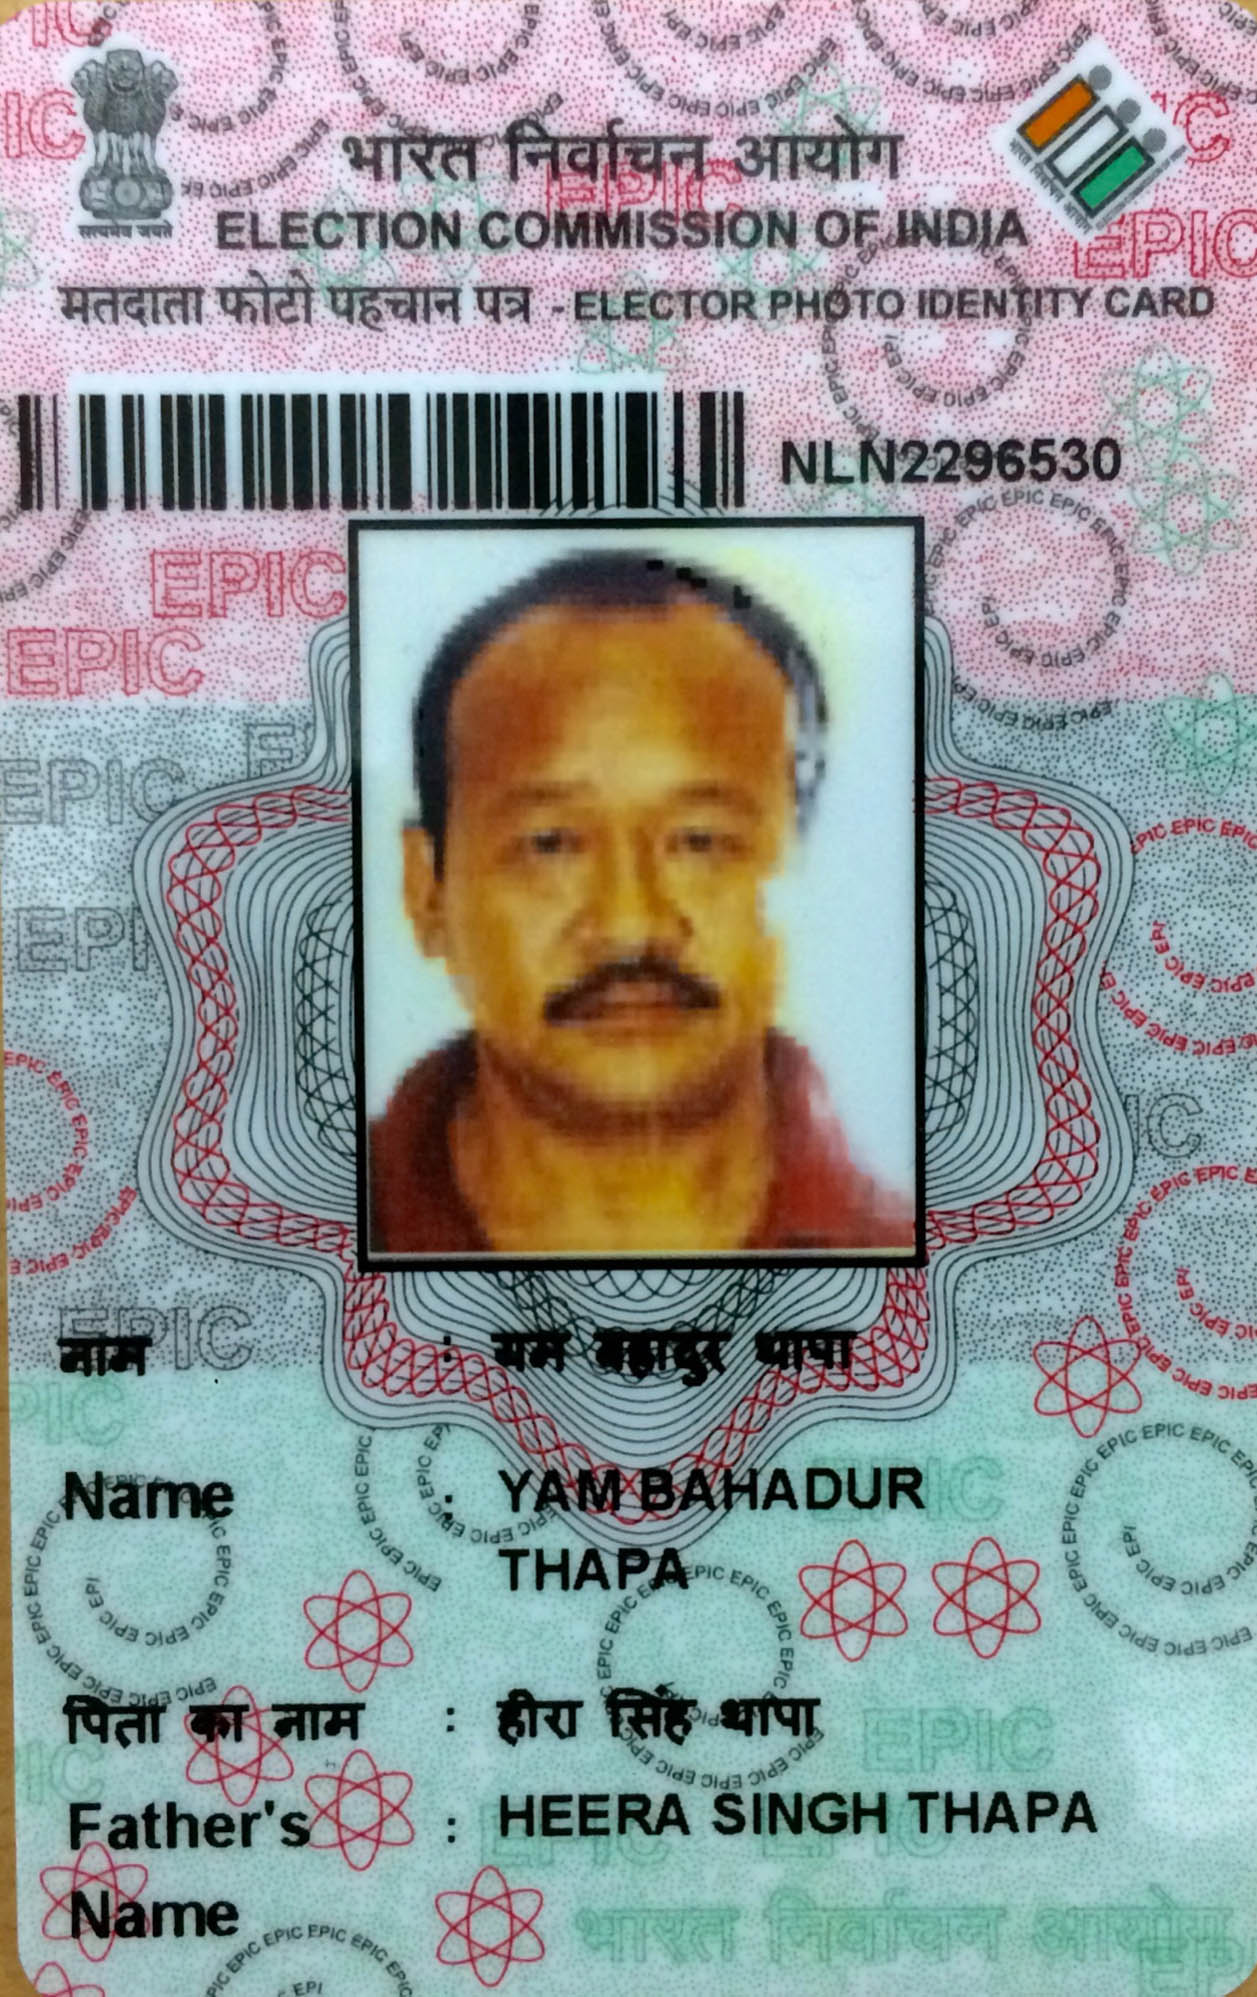 सत्यमेव जयते
भारत निर्वाचन आयोग
ELECTION COMMISSION OF INDIA
मतदाता फोटो पहचान पत्र - ELECTOR PHOTO IDENTITY CARD
NLN2296530
नाम : यम बहादुर थापा
Name : YAM BAHADUR
THAPA
पिता का नाम : हीरा सिंह थापा
Father's : HEERA SINGH THAPA
Name
भारत निर्वाचन आयोग